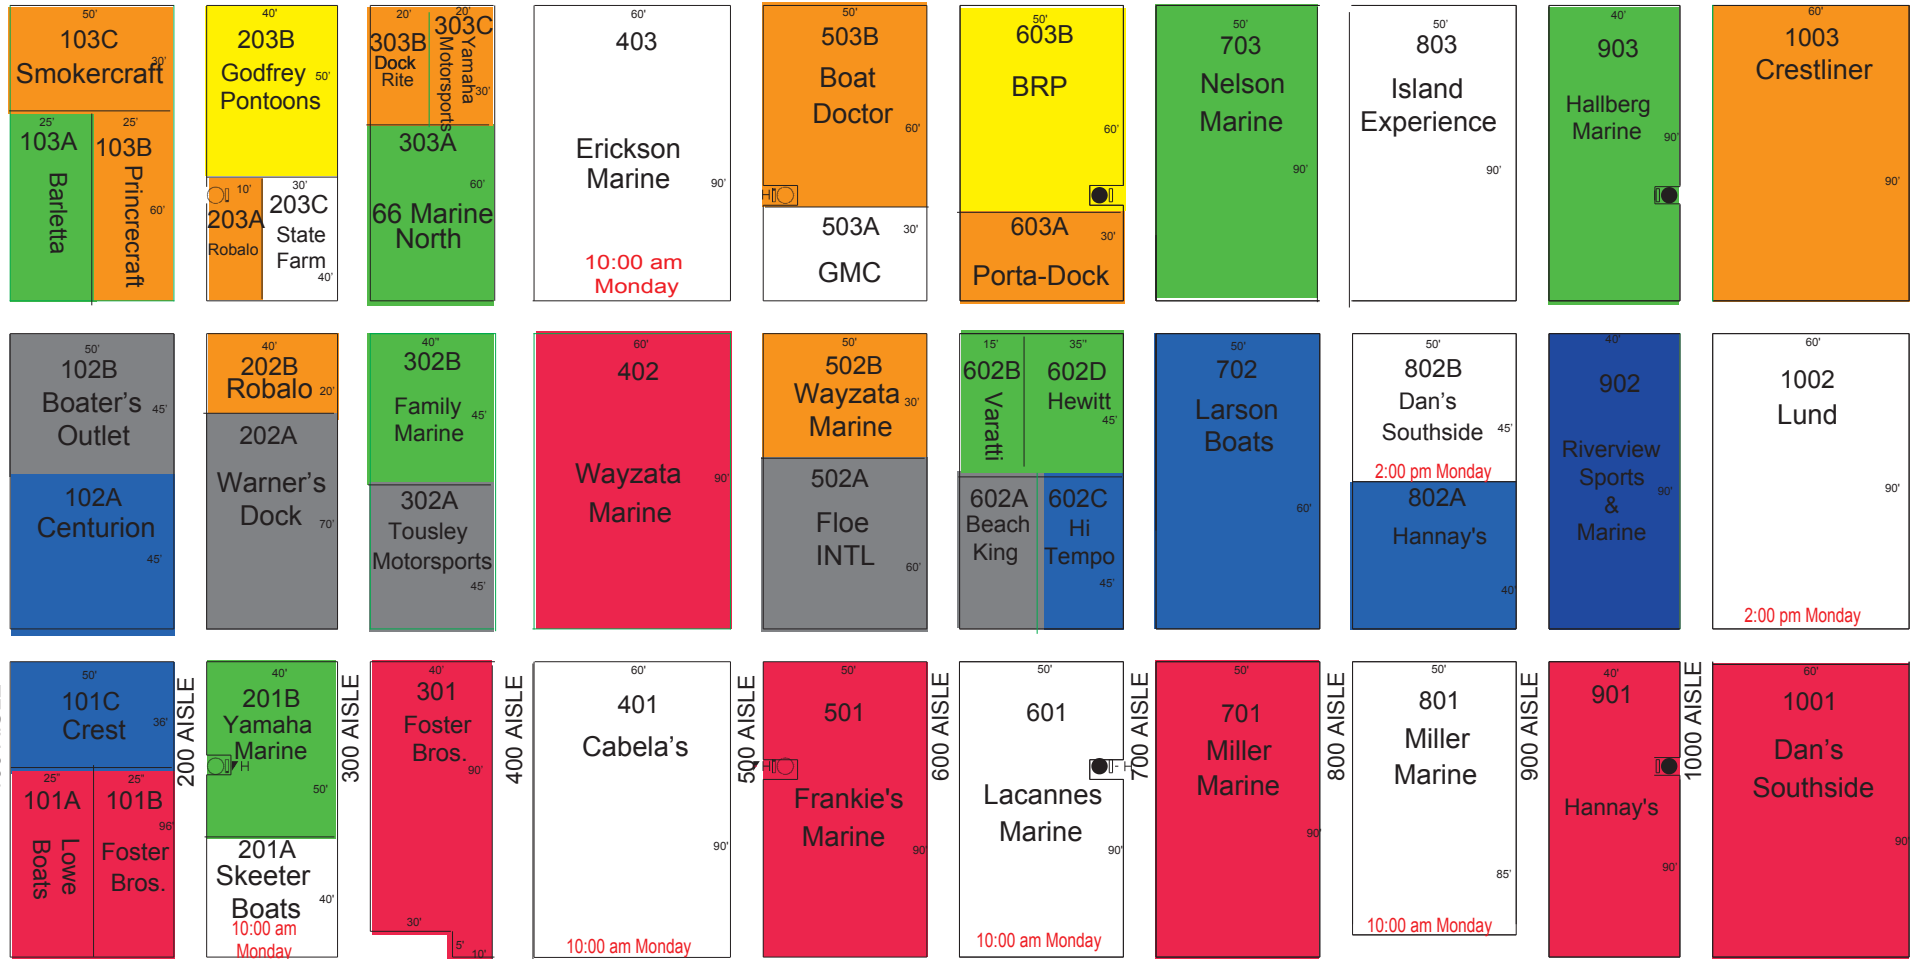 50'
103C
Smokercraft
30'
25'
103A
Barletta
25'
103B
Princrecraft
60'
40'
203B
Godfrey
Pontoons
50'
10'
203A
Robalo
30'
203C
State
Farm
40'
20'
303B
Dock
Rite
20'
303C
Yamaha
Motorsports
30'
303A
60'
66 Marine
North
60'
403
Erickson
Marine
90'
10:00 am
Monday
50'
503B
Boat
Doctor
60'
H
503A
30'
GMC
50'
603B
BRP
60'
603A
30'
Porta-Dock
50'
703
Nelson
Marine
90'
50'
803
Island
Experience
90'
40'
903
Hallberg
Marine
90'
60'
1003
Crestliner
90'
50'
102B
Boater's
45'
Outlet
102A
Centurion
45'
40'
202B
Robalo
20'
202A
Warner's
Dock
70'
40"
302B
Family
45'
Marine
302A
Tousley
Motorsports
45'
60'
402
Wayzata
90'
Marine
50'
502B
Wayzata
30'
Marine
502A
Floe
INTL
60'
15'
602B
Varatti
35"
602D
Hewitt
45'
602A
Beach
King
602C
Hi
Tempo
45'
50'
702
Larson
Boats
60'
50'
802B
Dan's
Southside
45'
2:00 pm Monday
802A
Hannay's
40'
40'
902
Riverview
Sports
90'
&
Marine
60'
1002
Lund
90'
2:00 pm Monday
50'
101C
36'
Crest
25"
101A
Lowe
Boats
25"
101B
96'
Foster
Bros.
200 AISLE
40'
201B
Yamaha
Marine
H
50'
201A
Skeeter
Boats
40'
10:00 am
Monday
300 AISLE
40'
301
Foster
Bros.
90'
30'
5'
10'
400 AISLE
60'
401
Cabela's
90'
10:00 am Monday
500 AISLE
50'
501
H
Frankie's
Marine
90'
600 AISLE
50'
601
H
Lacannes
Marine
90'
10:00 am Monday
700 AISLE
50'
701
Miller
Marine
90'
800 AISLE
50'
801
Miller
Marine
85'
10:00 am Monday
900 AISLE
40'
901
Hannay's
90'
1000 AISLE
60'
1001
Dan's
Southside
90'